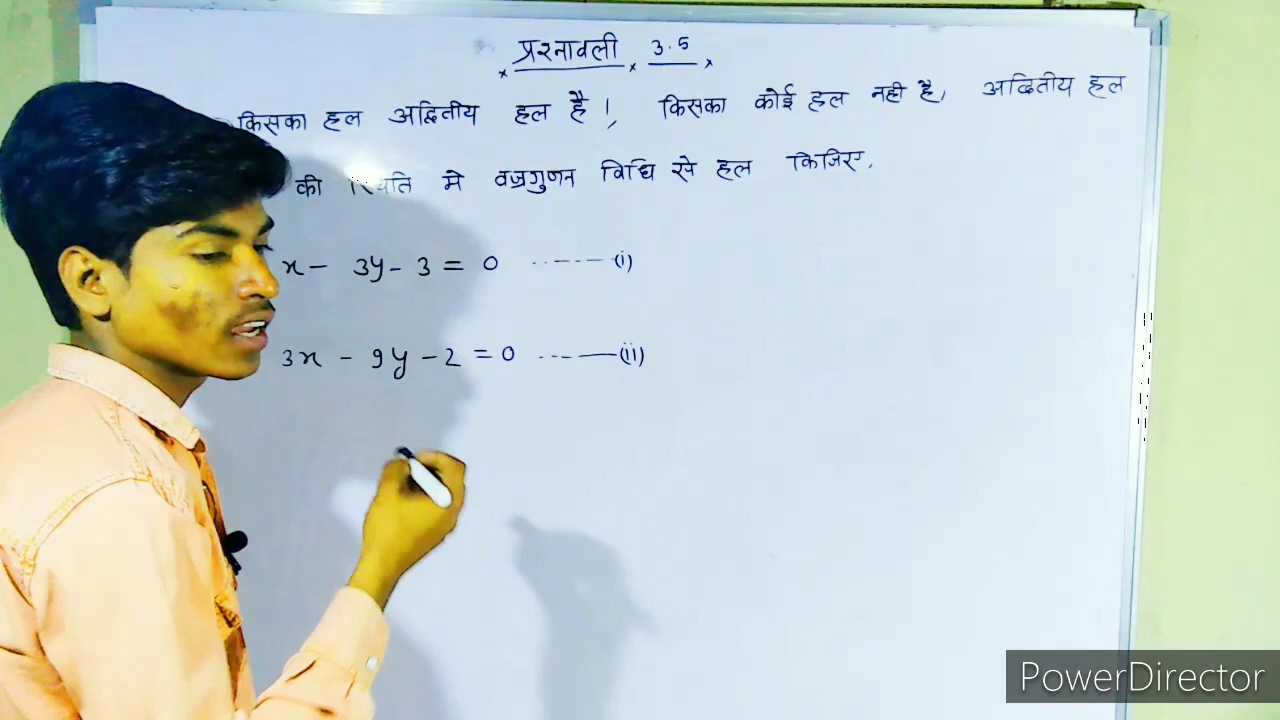 प्रश्नावली 3.5
किसका हल अद्वितीय हल है!, किसका कोई हल नही है, अद्वितीय हल
की स्थिति मे वज्रगुणन विधि से हल किजिए.
x - 3y - 3 = 0 ------- (i)
3x - 9y - 2 = 0 ------- (ii)
PowerDirector